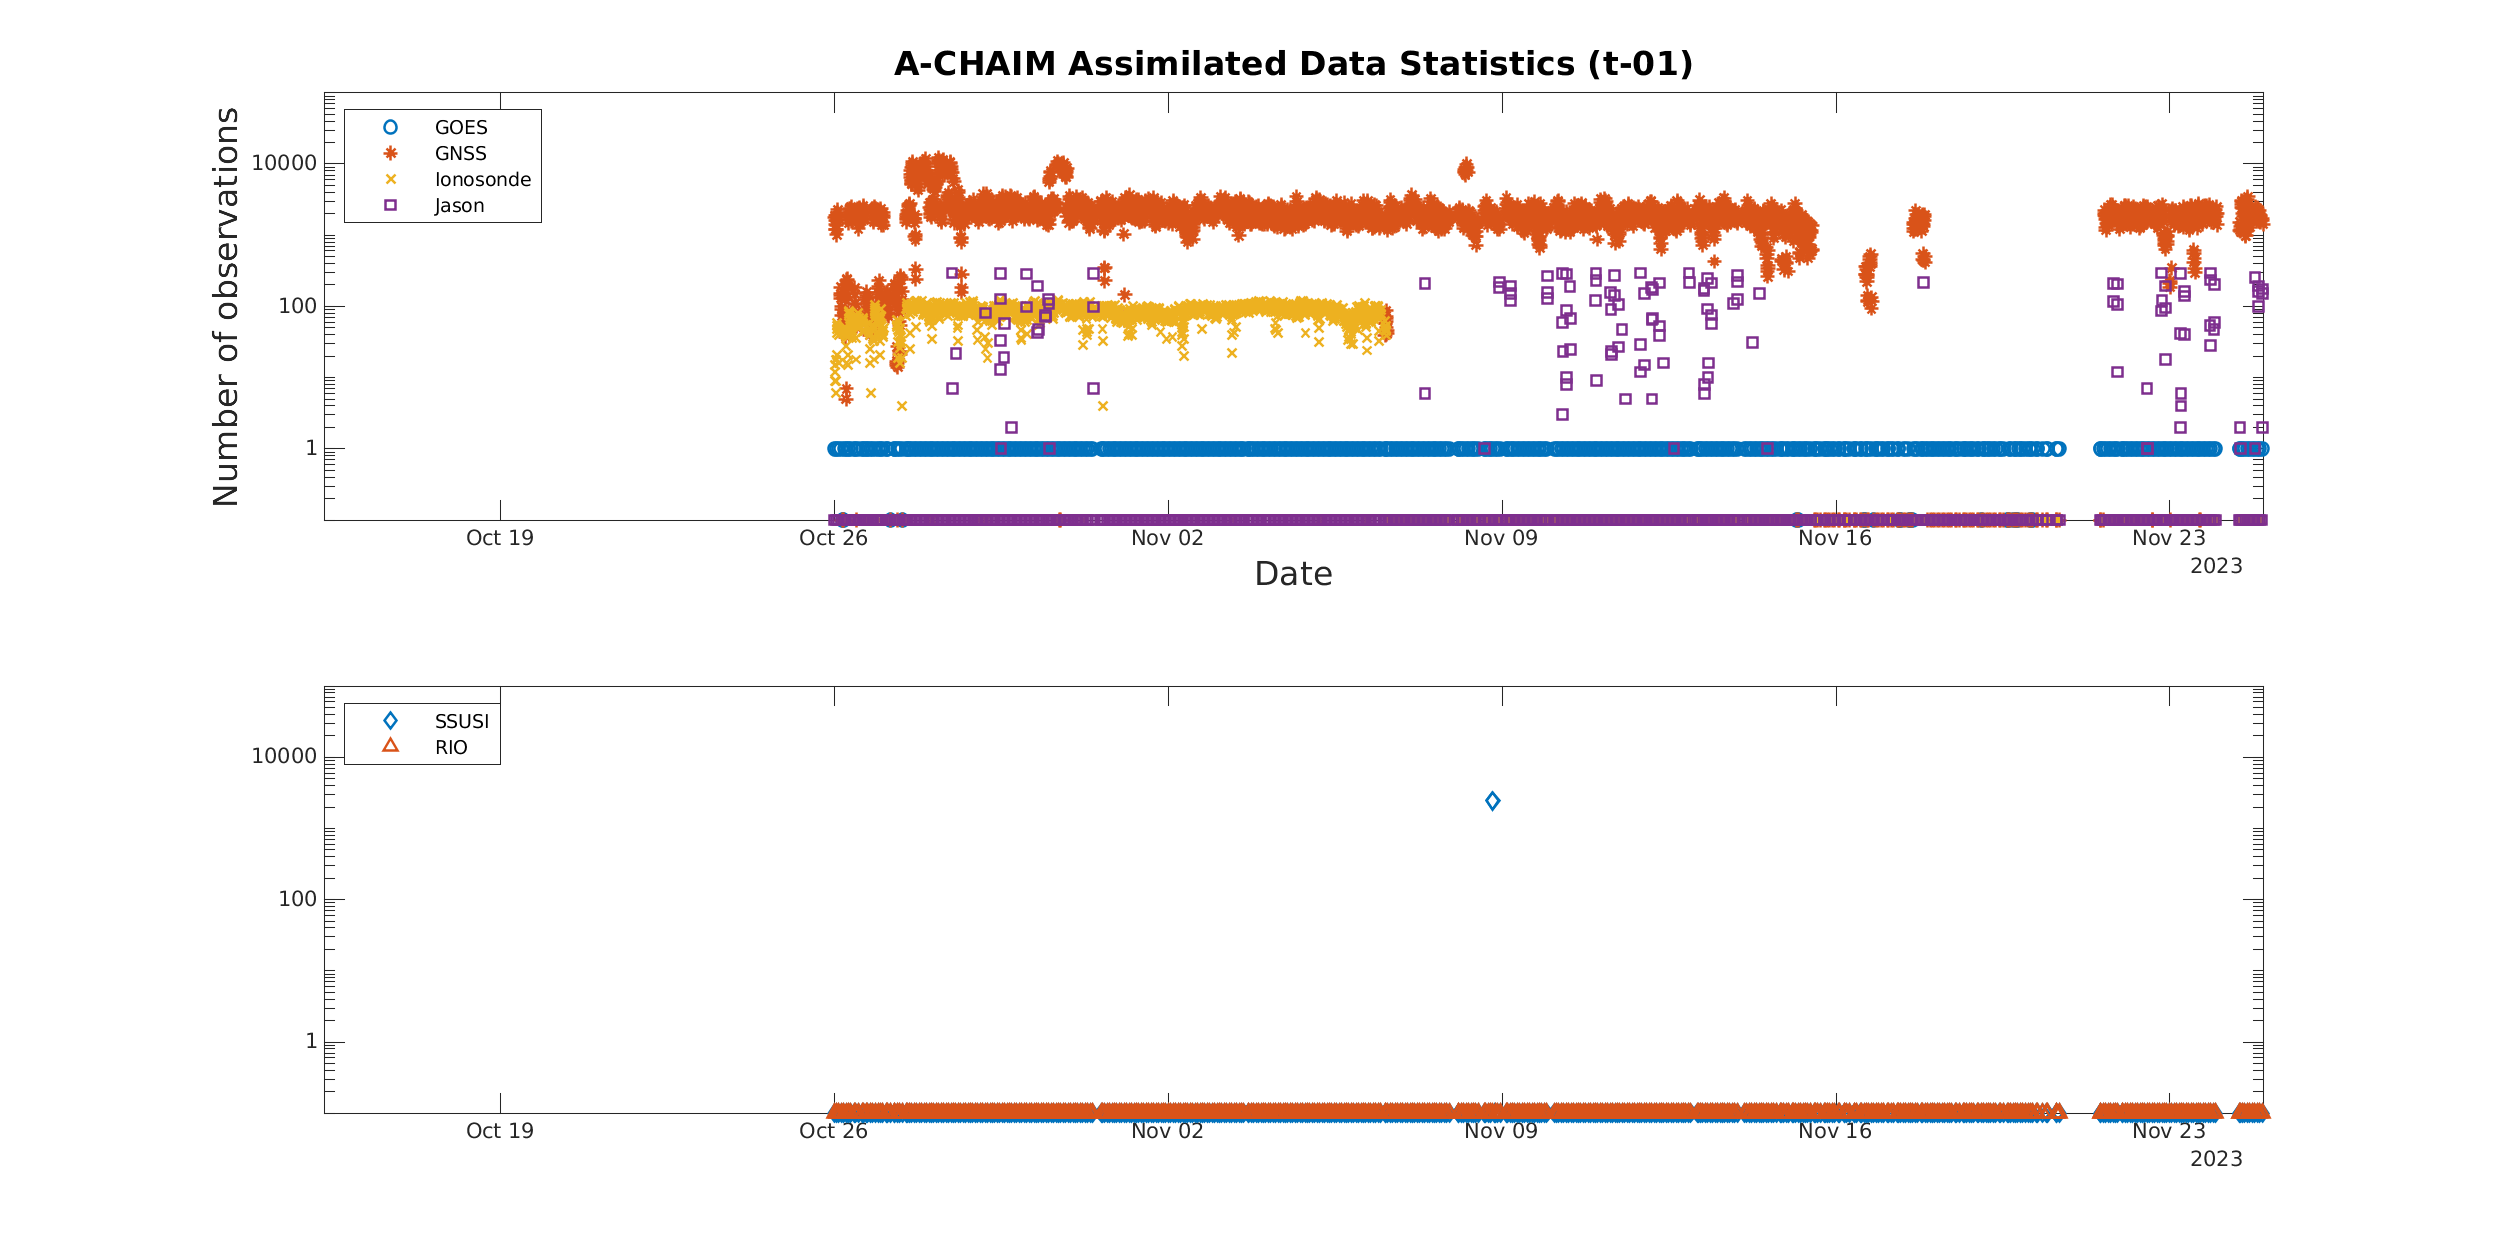 A-CHAIM Assimilated Data Statistics (t-01)
Number of observations
10000
100
1
GOES
GNSS
Ionosonde
Jason
Oct 19
Oct 26
Nov 02
Nov 09
Nov 16
Nov 23
2023
Date
10000
100
1
SSUSI
RIO
Oct 19
Oct 26
Nov 02
Nov 09
Nov 16
Nov 23
2023